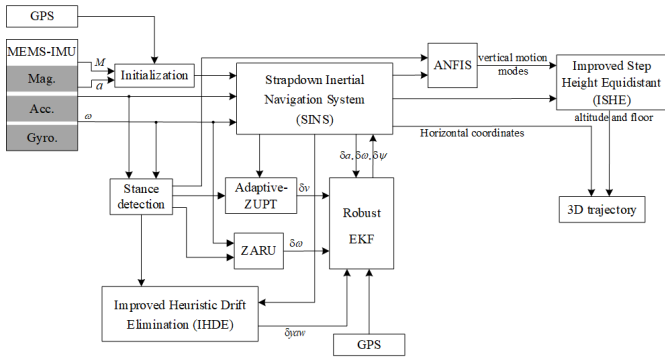 GPS
MEMS-IMU
Mag.
Acc.
Gyro.
M
a
ω
Initialization
Strapdown Inertial
Navigation System
(SINS)
ANFIS
vertical motion
modes
Improved Step
Height Equidistant
(ISHE)
altitude and floor
Horizontal coordinates
δa, δω, δψ
Stance
detection
Adaptive-
ZUPT
δv
Robust
EKF
3D trajectory
ZARU
δω
Improved Heuristic Drift
Elimination (IHDE)
δyaw
GPS